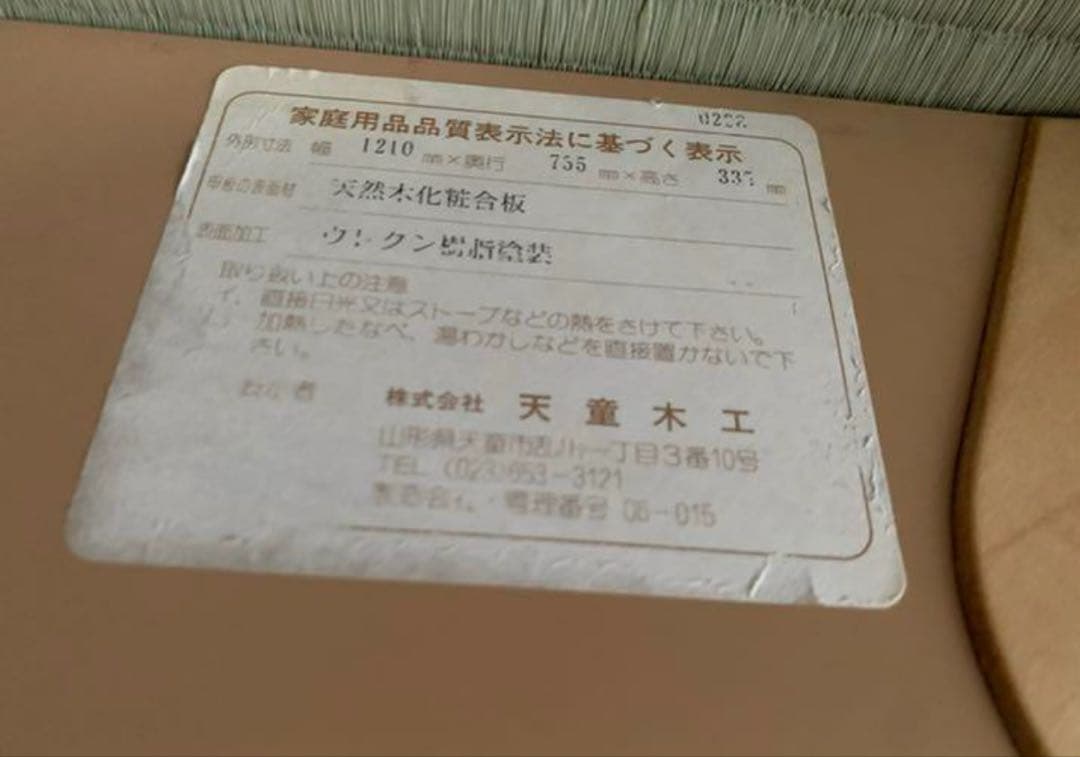 家庭用品品質表示法に基づく表示
外形寸法 幅 1210 mm×奥行 755 mm×高さ mm
甲板の表面材 天然木化粧合板
表面加工 ウレタン樹脂塗装
取り扱い上の注意
イ、直接日光又はストーブなどの熱をさけて下さい。
ロ、加熱したなべ、湯わかしなどを直接置かないで下
さい。
表示者 株式会社 天童木工
山形県天童市乱川一丁目3番10号
TEL (023)653-3121
管理番号 06-015